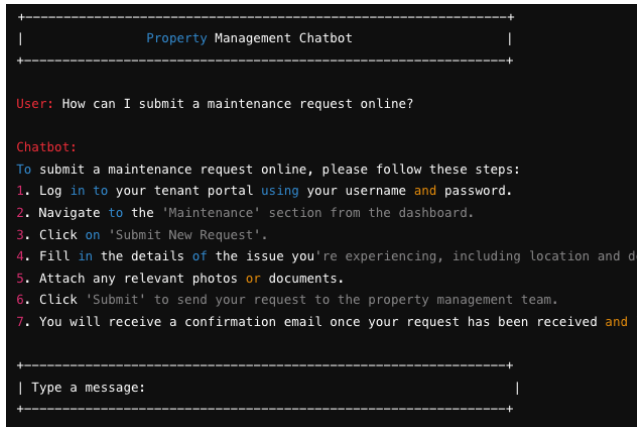 Property Management Chatbot
User: How can I submit a maintenance request online?
Chatbot:
To submit a maintenance request online, please follow these steps:
1. Log in to your tenant portal using your username and password.
2. Navigate to the 'Maintenance' section from the dashboard.
3. Click on 'Submit New Request'.
4. Fill in the details of the issue you're experiencing, including location and
5. Attach any relevant photos or documents.
6. Click 'Submit' to send your request to the property management team.
7. You will receive a confirmation email once your request has been received and
| Type a message: |